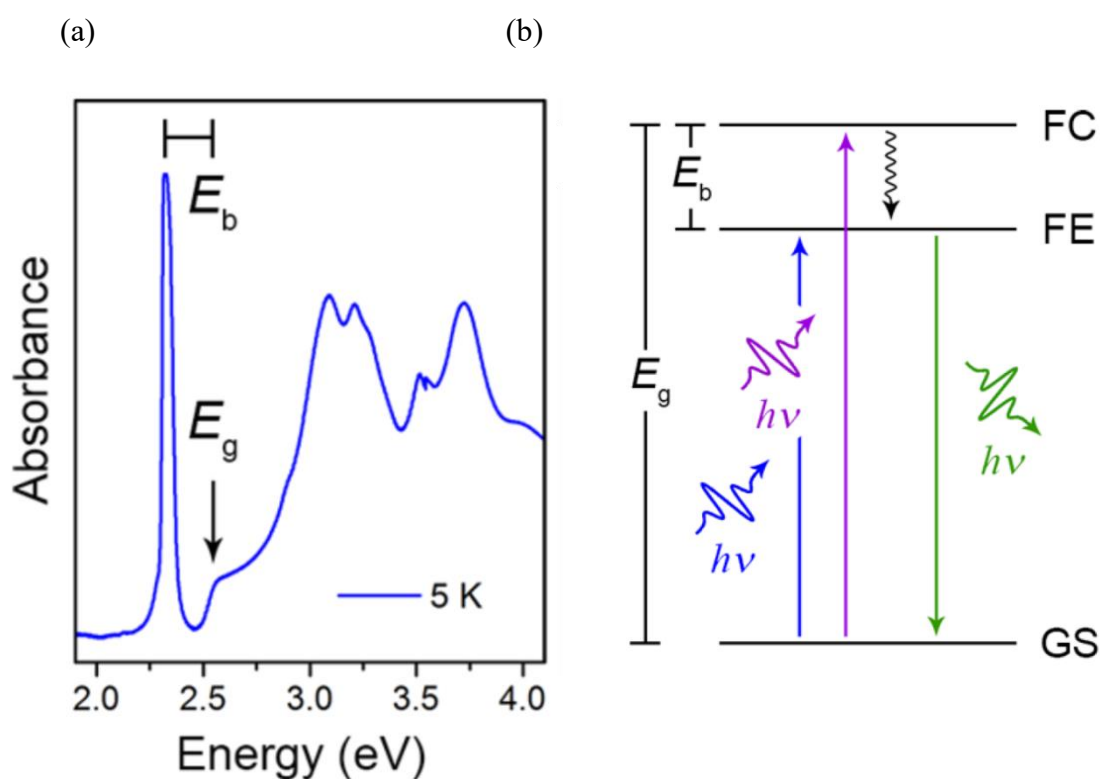 (a)
(b)
E_b
E_g
Absorbance
5 K
2.0 2.5 3.0 3.5 4.0
Energy (eV)
FC
E_b
FE
E_g
hν
hν
hν
GS